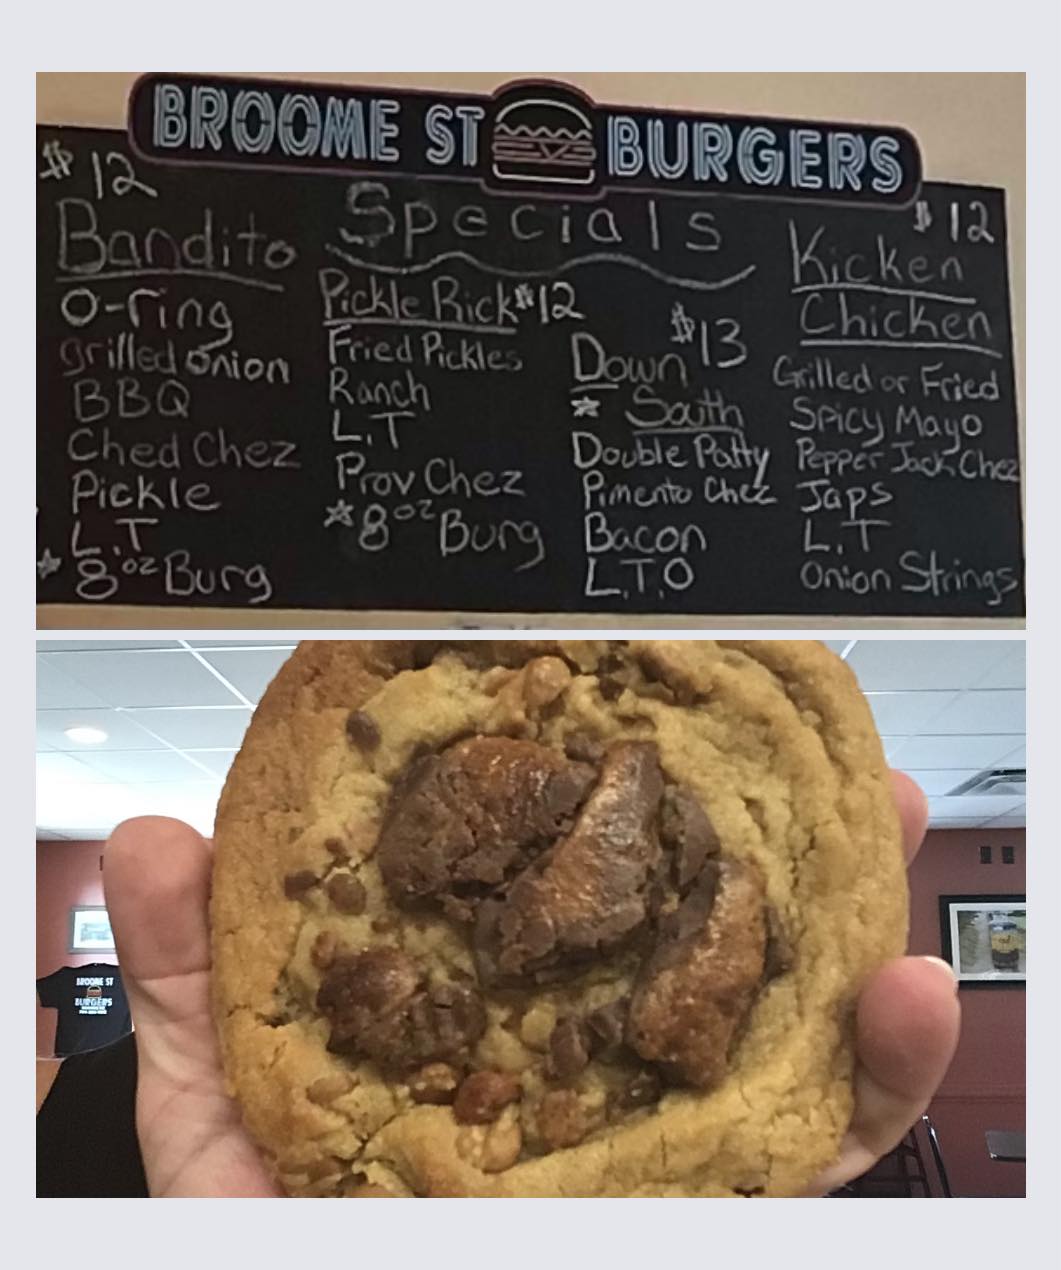 BROOME ST BURGERS
Specials
$12
Bandito
O-ring
Grilled Onion
BBQ
Ched Chez
Pickle
L.T
8oz Burg
Pickle Rick $12
Fried Pickles
Ranch
L.T
Prov Chez
8oz Burg
$13
Down
South
Double Patty
Pimento Chez
Bacon
L.T.O
$12
Kicken
Chicken
Grilled or Fried
Spicy Mayo
Pepper Jack Chez
Japs
L.T
Onion Strings
BROOME ST
BURGERS